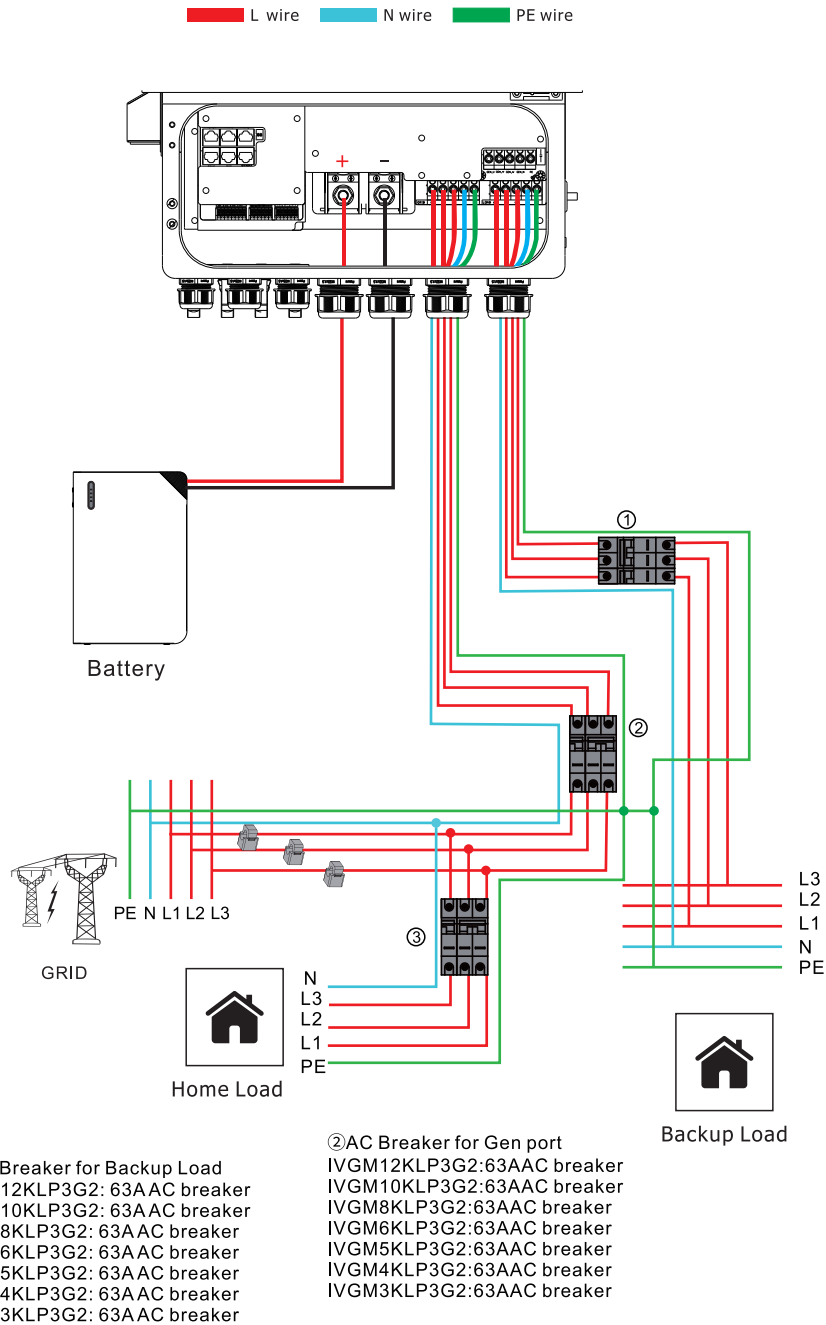 L wire N wire PE wire
+ −
①
Battery
②
L3
L2
PE N L1 L2 L3
L1
③
N
GRID
PE
N
L3
L2
L1
Home Load
PE
Backup Load
②AC Breaker for Gen port
Breaker for Backup Load
IVGM12KLP3G2:63AAC breaker
12KLP3G2: 63A AC breaker
IVGM10KLP3G2:63AAC breaker
10KLP3G2: 63A AC breaker
IVGM8KLP3G2:63AAC breaker
8KLP3G2: 63A AC breaker
IVGM6KLP3G2:63AAC breaker
6KLP3G2: 63A AC breaker
IVGM5KLP3G2:63AAC breaker
5KLP3G2: 63A AC breaker
IVGM4KLP3G2:63AAC breaker
4KLP3G2: 63A AC breaker
IVGM3KLP3G2:63AAC breaker
3KLP3G2: 63A AC breaker